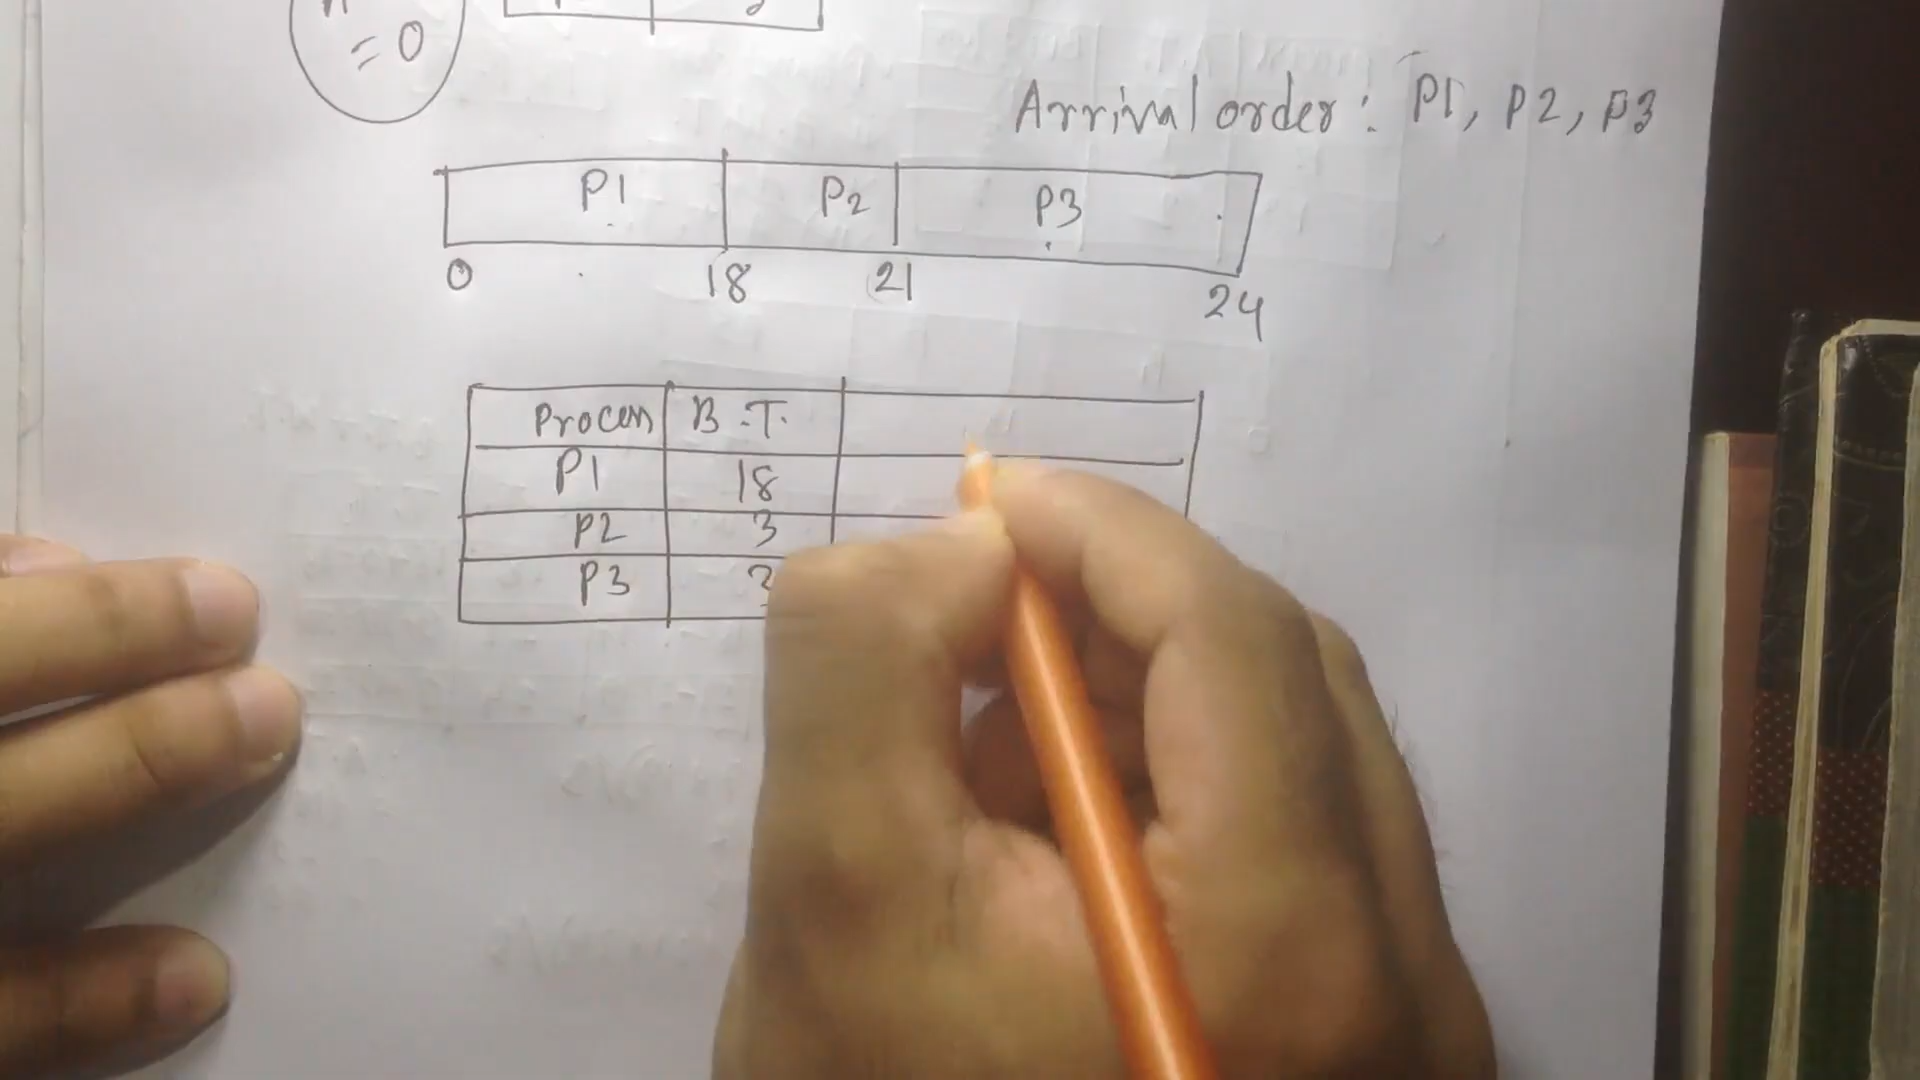 = 0
Arrival order : P1, P2, P3
P1 P2 P3
0 18 21 24
Process B.T.
P1 18
P2 3
P3 3